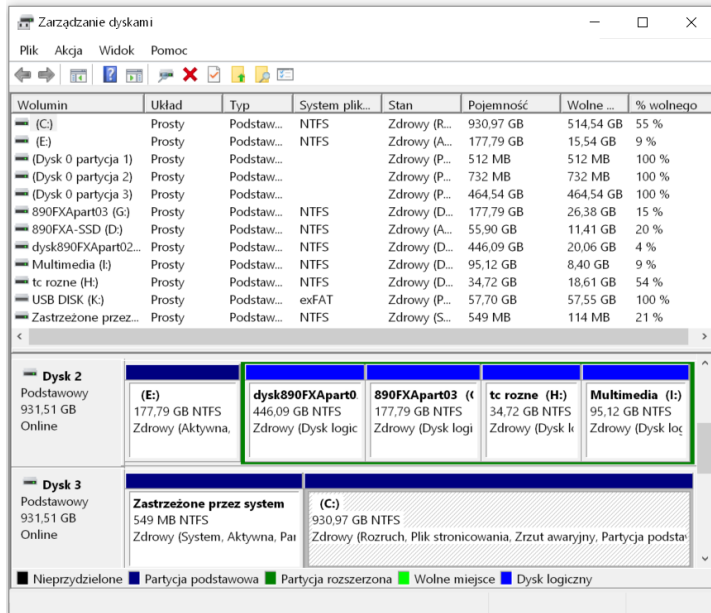 Zarządzanie dyskami
Plik Akcja Widok Pomoc
Wolumin Układ Typ System plik... Stan Pojemność Wolne ... % wolnego
(C:) Prosty Podstaw... NTFS Zdrowy (R... 930,97 GB 514,54 GB 55 %
(E:) Prosty Podstaw... NTFS Zdrowy (A... 177,79 GB 15,54 GB 9 %
(Dysk 0 partycja 1) Prosty Podstaw... Zdrowy (P... 512 MB 512 MB 100 %
(Dysk 0 partycja 2) Prosty Podstaw... Zdrowy (P... 732 MB 732 MB 100 %
(Dysk 0 partycja 3) Prosty Podstaw... Zdrowy (P... 464,54 GB 464,54 GB 100 %
890FXApart03 (G:) Prosty Podstaw... NTFS Zdrowy (D... 177,79 GB 26,38 GB 15 %
890FXA-SSD (D:) Prosty Podstaw... NTFS Zdrowy (A... 55,90 GB 11,41 GB 20 %
dysk890FXApart02... Prosty Podstaw... NTFS Zdrowy (D... 446,09 GB 20,06 GB 4 %
Multimedia (I:) Prosty Podstaw... NTFS Zdrowy (D... 95,12 GB 8,40 GB 9 %
tc rozne (H:) Prosty Podstaw... NTFS Zdrowy (D... 34,72 GB 18,61 GB 54 %
USB DISK (K:) Prosty Podstaw... exFAT Zdrowy (P... 57,70 GB 57,55 GB 100 %
Zastrzeżone przez... Prosty Podstaw... NTFS Zdrowy (S... 549 MB 114 MB 21 %
Dysk 2
Podstawowy
931,51 GB
Online
(E:)
177,79 GB NTFS
Zdrowy (Aktywna,
dysk890FXApart0
446,09 GB NTFS
Zdrowy (Dysk logic
890FXApart03 (
177,79 GB NTFS
Zdrowy (Dysk logi
tc rozne (H:)
34,72 GB NTFS
Zdrowy (Dysk l
Multimedia (I:)
95,12 GB NTFS
Zdrowy (Dysk log
Dysk 3
Podstawowy
931,51 GB
Online
Zastrzeżone przez system
549 MB NTFS
Zdrowy (System, Aktywna, Par
(C:)
930,97 GB NTFS
Zdrowy (Rozruch, Plik stronicowania, Zrzut awaryjny, Partycja podsta
Nieprzydzielone Partycja podstawowa Partycja rozszerzona Wolne miejsce Dysk logiczny